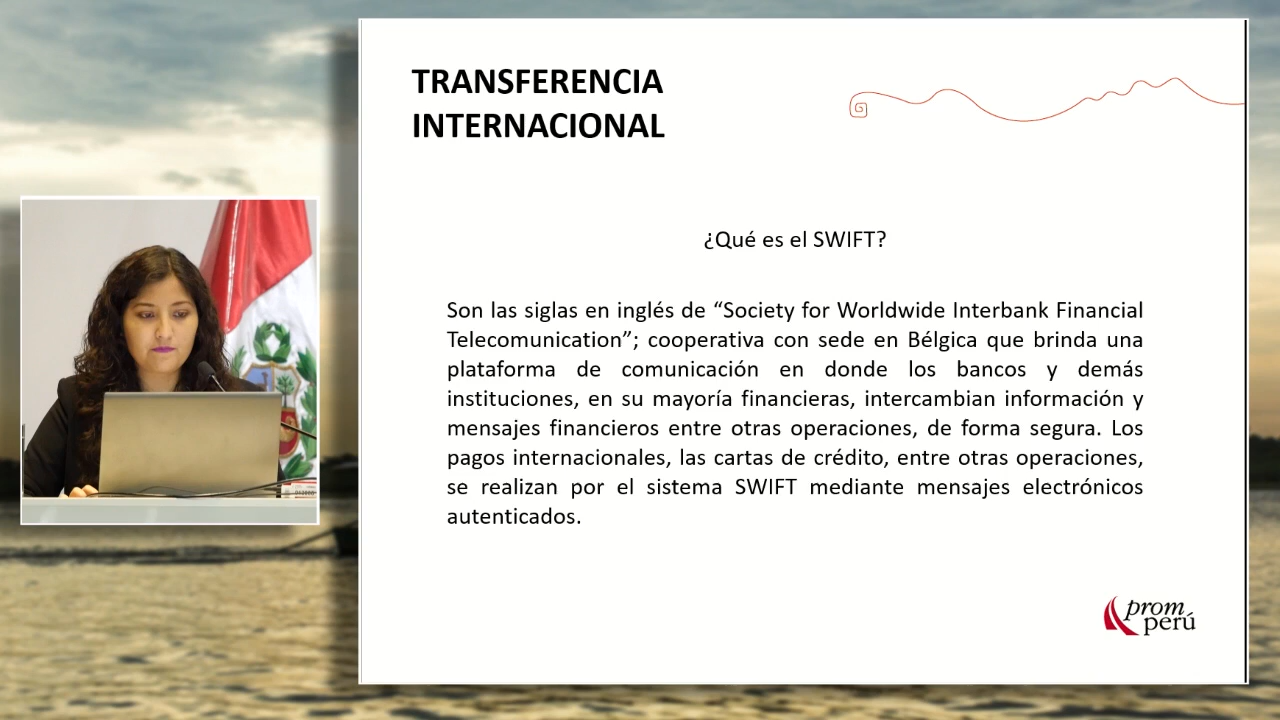 TRANSFERENCIA
INTERNACIONAL
¿Qué es el SWIFT?
Son las siglas en inglés de “Society for Worldwide Interbank Financial
Telecomunication”; cooperativa con sede en Bélgica que brinda una
plataforma de comunicación en donde los bancos y demás
instituciones, en su mayoría financieras, intercambian información y
mensajes financieros entre otras operaciones, de forma segura. Los
pagos internacionales, las cartas de crédito, entre otras operaciones,
se realizan por el sistema SWIFT mediante mensajes electrónicos
autenticados.
prom
perú